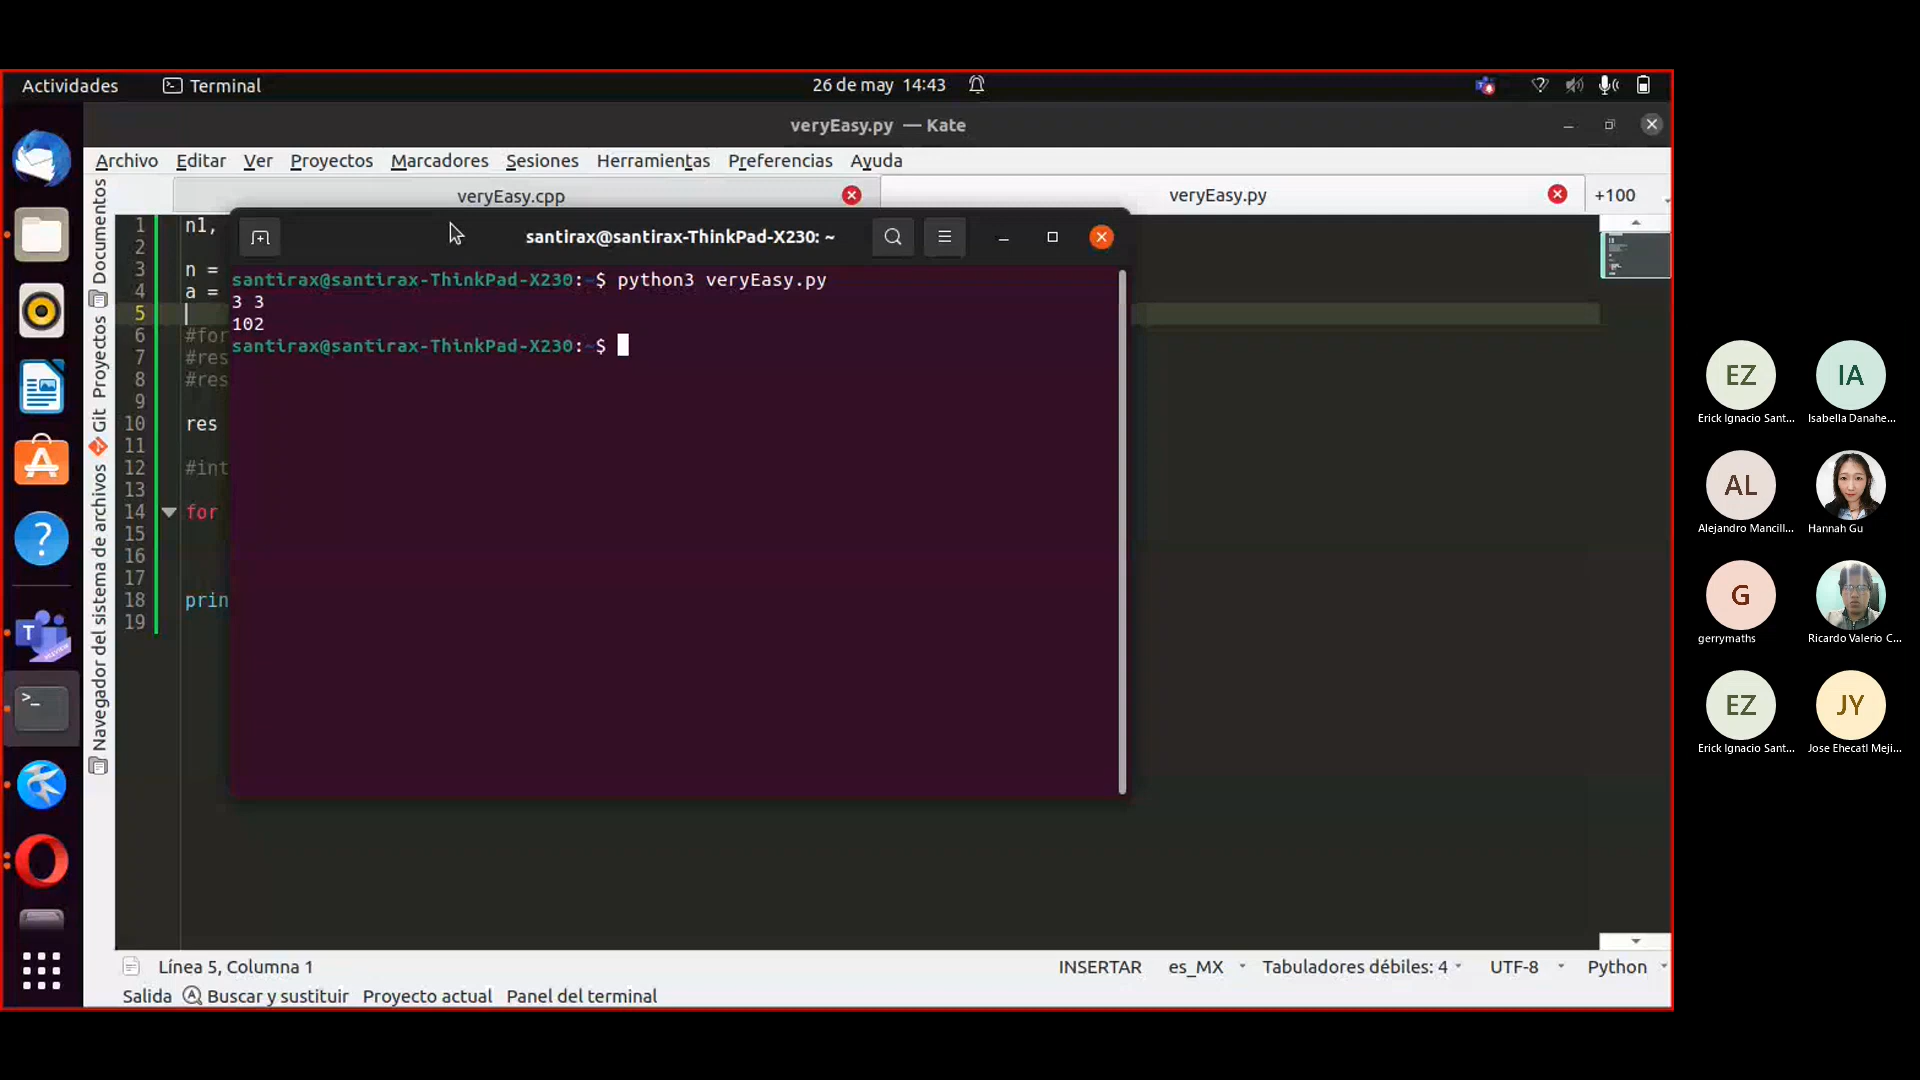 Actividades
Terminal
26 de may 14:43
veryEasy.py — Kate
Archivo Editar Ver Proyectos Marcadores Sesiones Herramientas Preferencias Ayuda
veryEasy.cpp
veryEasy.py
+100
Documentos
Proyectos
Git
Navegador del sistema de archivos
santirax@santirax-ThinkPad-X230: ~
santirax@santirax-ThinkPad-X230:~$ python3 veryEasy.py
3 3
102
santirax@santirax-ThinkPad-X230:~$
1 n1,
2
3 n =
4 a =
5
6 #for
7 #res
8 #res
9
10 res
11
12 #int
13
14 for
15
16
17
18 prin
19
Línea 5, Columna 1
INSERTAR
es_MX
Tabuladores débiles: 4
UTF-8
Python
Salida
Buscar y sustituir
Proyecto actual
Panel del terminal
EZ
Erick Ignacio Sant...
IA
Isabella Danahe...
AL
Alejandro Mancill...
Hannah Gu
G
gerrymaths
Ricardo Valerio C...
EZ
Erick Ignacio Sant...
JY
Jose Ehecatl Meji...